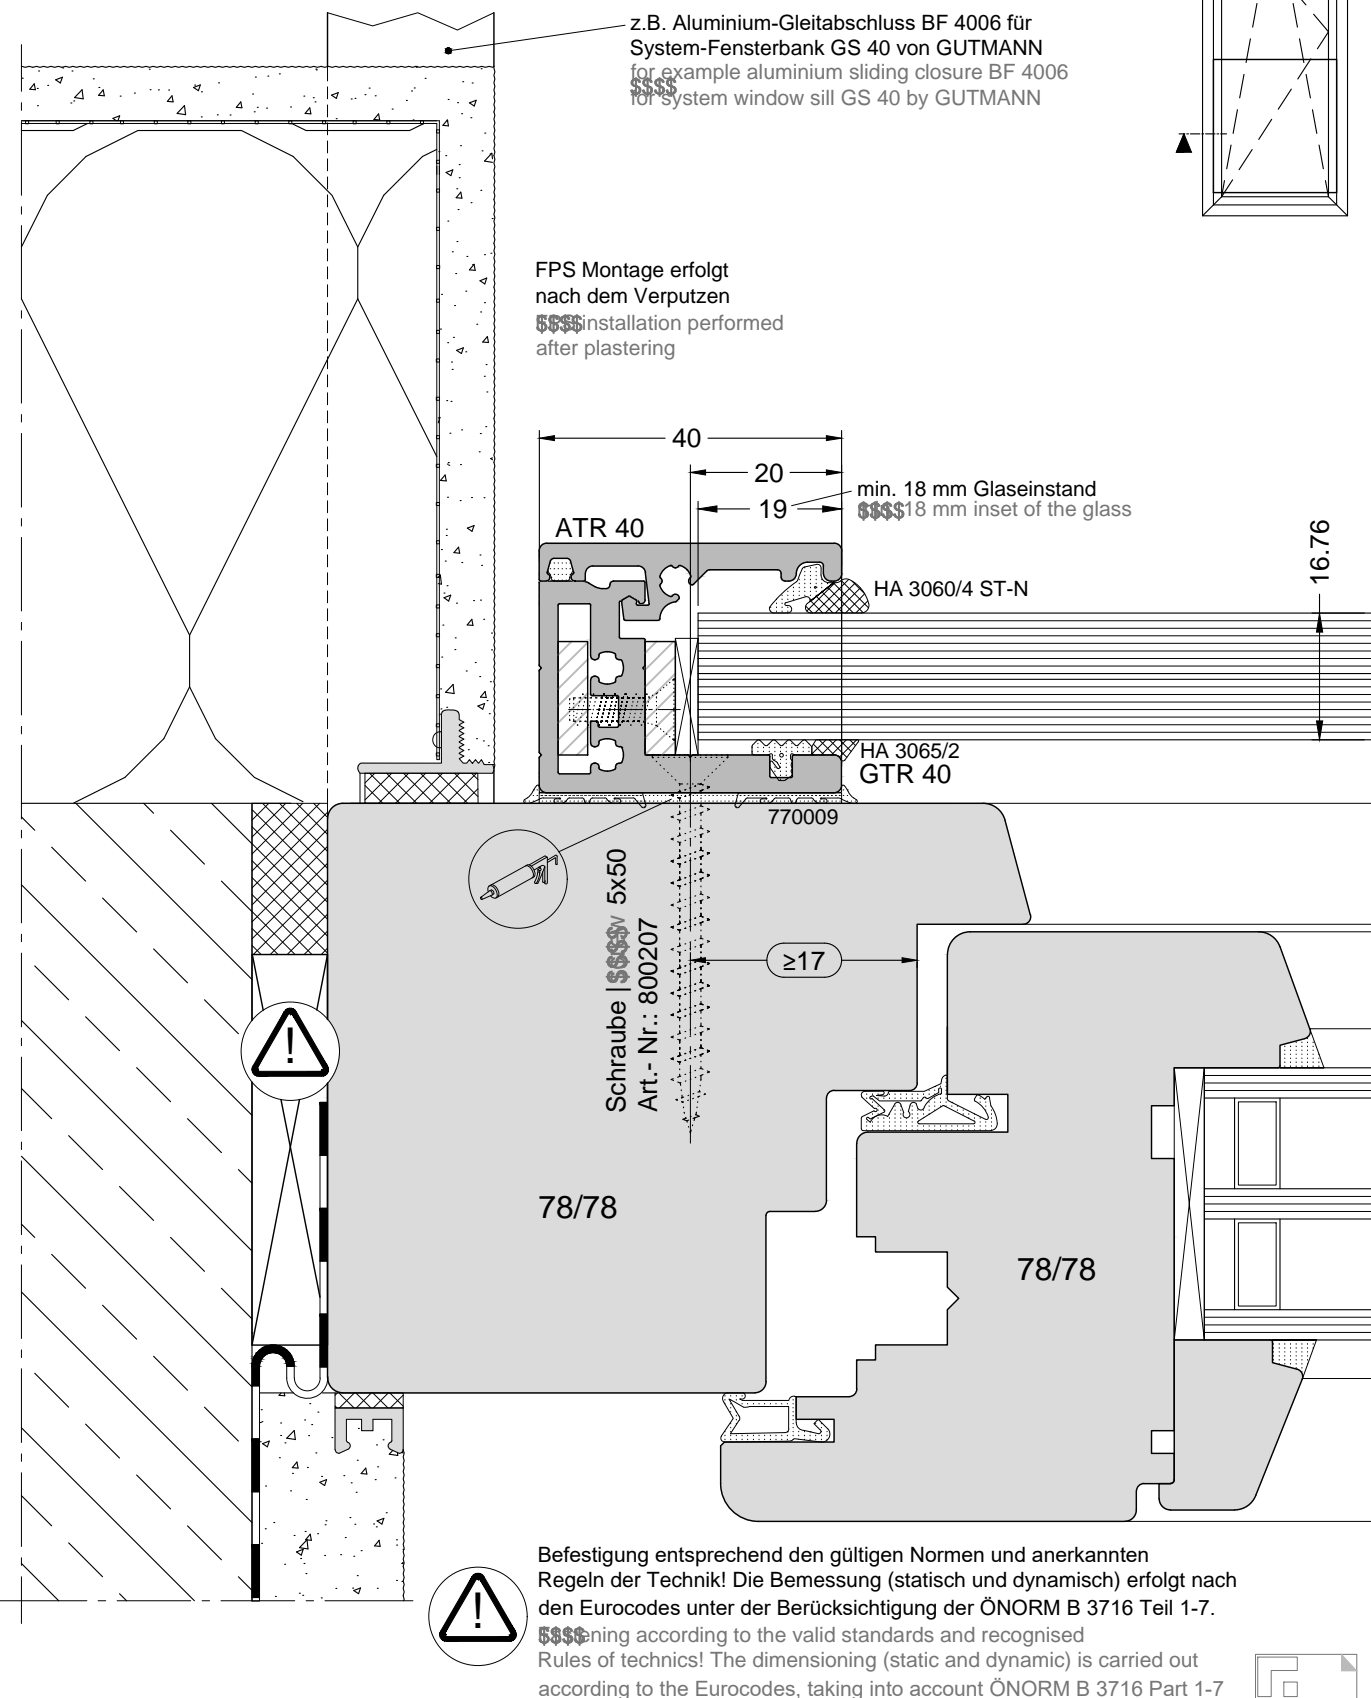 z.B. Aluminium-Gleitabschluss BF 4006 für
System-Fensterbank GS 40 von GUTMANN
for example aluminium sliding closure BF 4006
$$$$
for system window sill GS 40 by GUTMANN
FPS Montage erfolgt
nach dem Verputzen
$$$$ installation performed
after plastering
40
20
19
min. 18 mm Glaseinstand
$$$$ 18 mm inset of the glass
ATR 40
16.76
HA 3060/4 ST-N
HA 3065/2
GTR 40
770009
Schraube | $$$$ 5x50
Art.- Nr.: 800207
≥17
!
78/78
78/78
!
Befestigung entsprechend den gültigen Normen und anerkannten
Regeln der Technik! Die Bemessung (statisch und dynamisch) erfolgt nach
den Eurocodes unter der Berücksichtigung der ÖNORM B 3716 Teil 1-7.
$$$$ening according to the valid standards and recognised
Rules of technics! The dimensioning (static and dynamic) is carried out
according to the Eurocodes, taking into account ÖNORM B 3716 Part 1-7